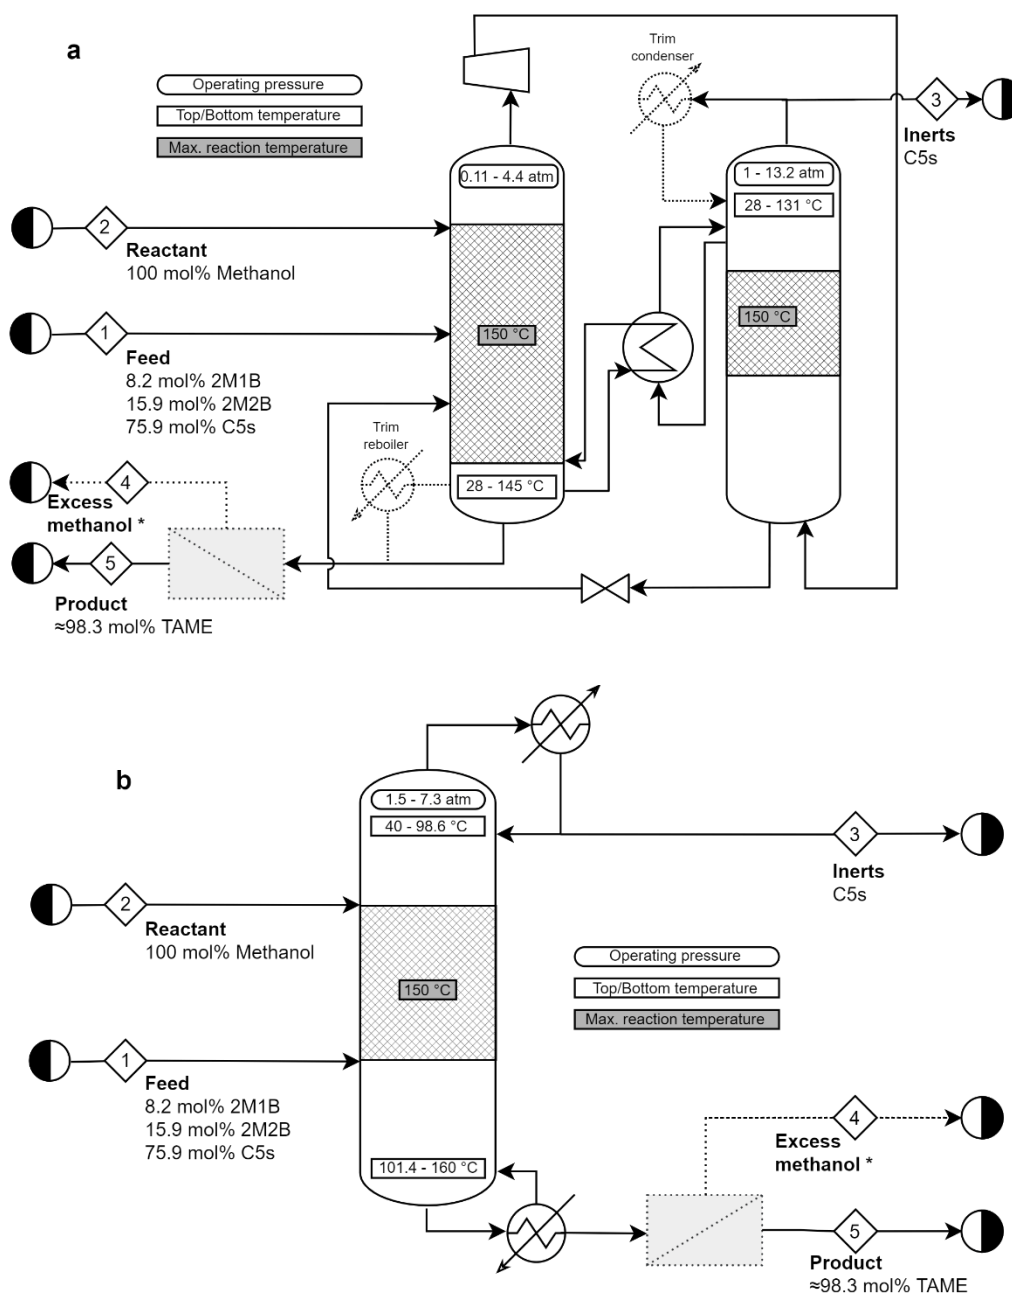 a
Operating pressure
Top/Bottom temperature
Max. reaction temperature
Trim
condenser
3
Inerts
C5s
0.11 - 4.4 atm
1 - 13.2 atm
28 - 131 °C
2
Reactant
100 mol% Methanol
150 °C
150 °C
1
Feed
8.2 mol% 2M1B
15.9 mol% 2M2B
75.9 mol% C5s
Trim
reboiler
28 - 145 °C
4
Excess
methanol *
5
Product
≈98.3 mol% TAME
b
1.5 - 7.3 atm
40 - 98.6 °C
3
Inerts
C5s
2
Reactant
100 mol% Methanol
150 °C
Operating pressure
Top/Bottom temperature
Max. reaction temperature
1
Feed
8.2 mol% 2M1B
15.9 mol% 2M2B
75.9 mol% C5s
101.4 - 160 °C
4
Excess
methanol *
5
Product
≈98.3 mol% TAME